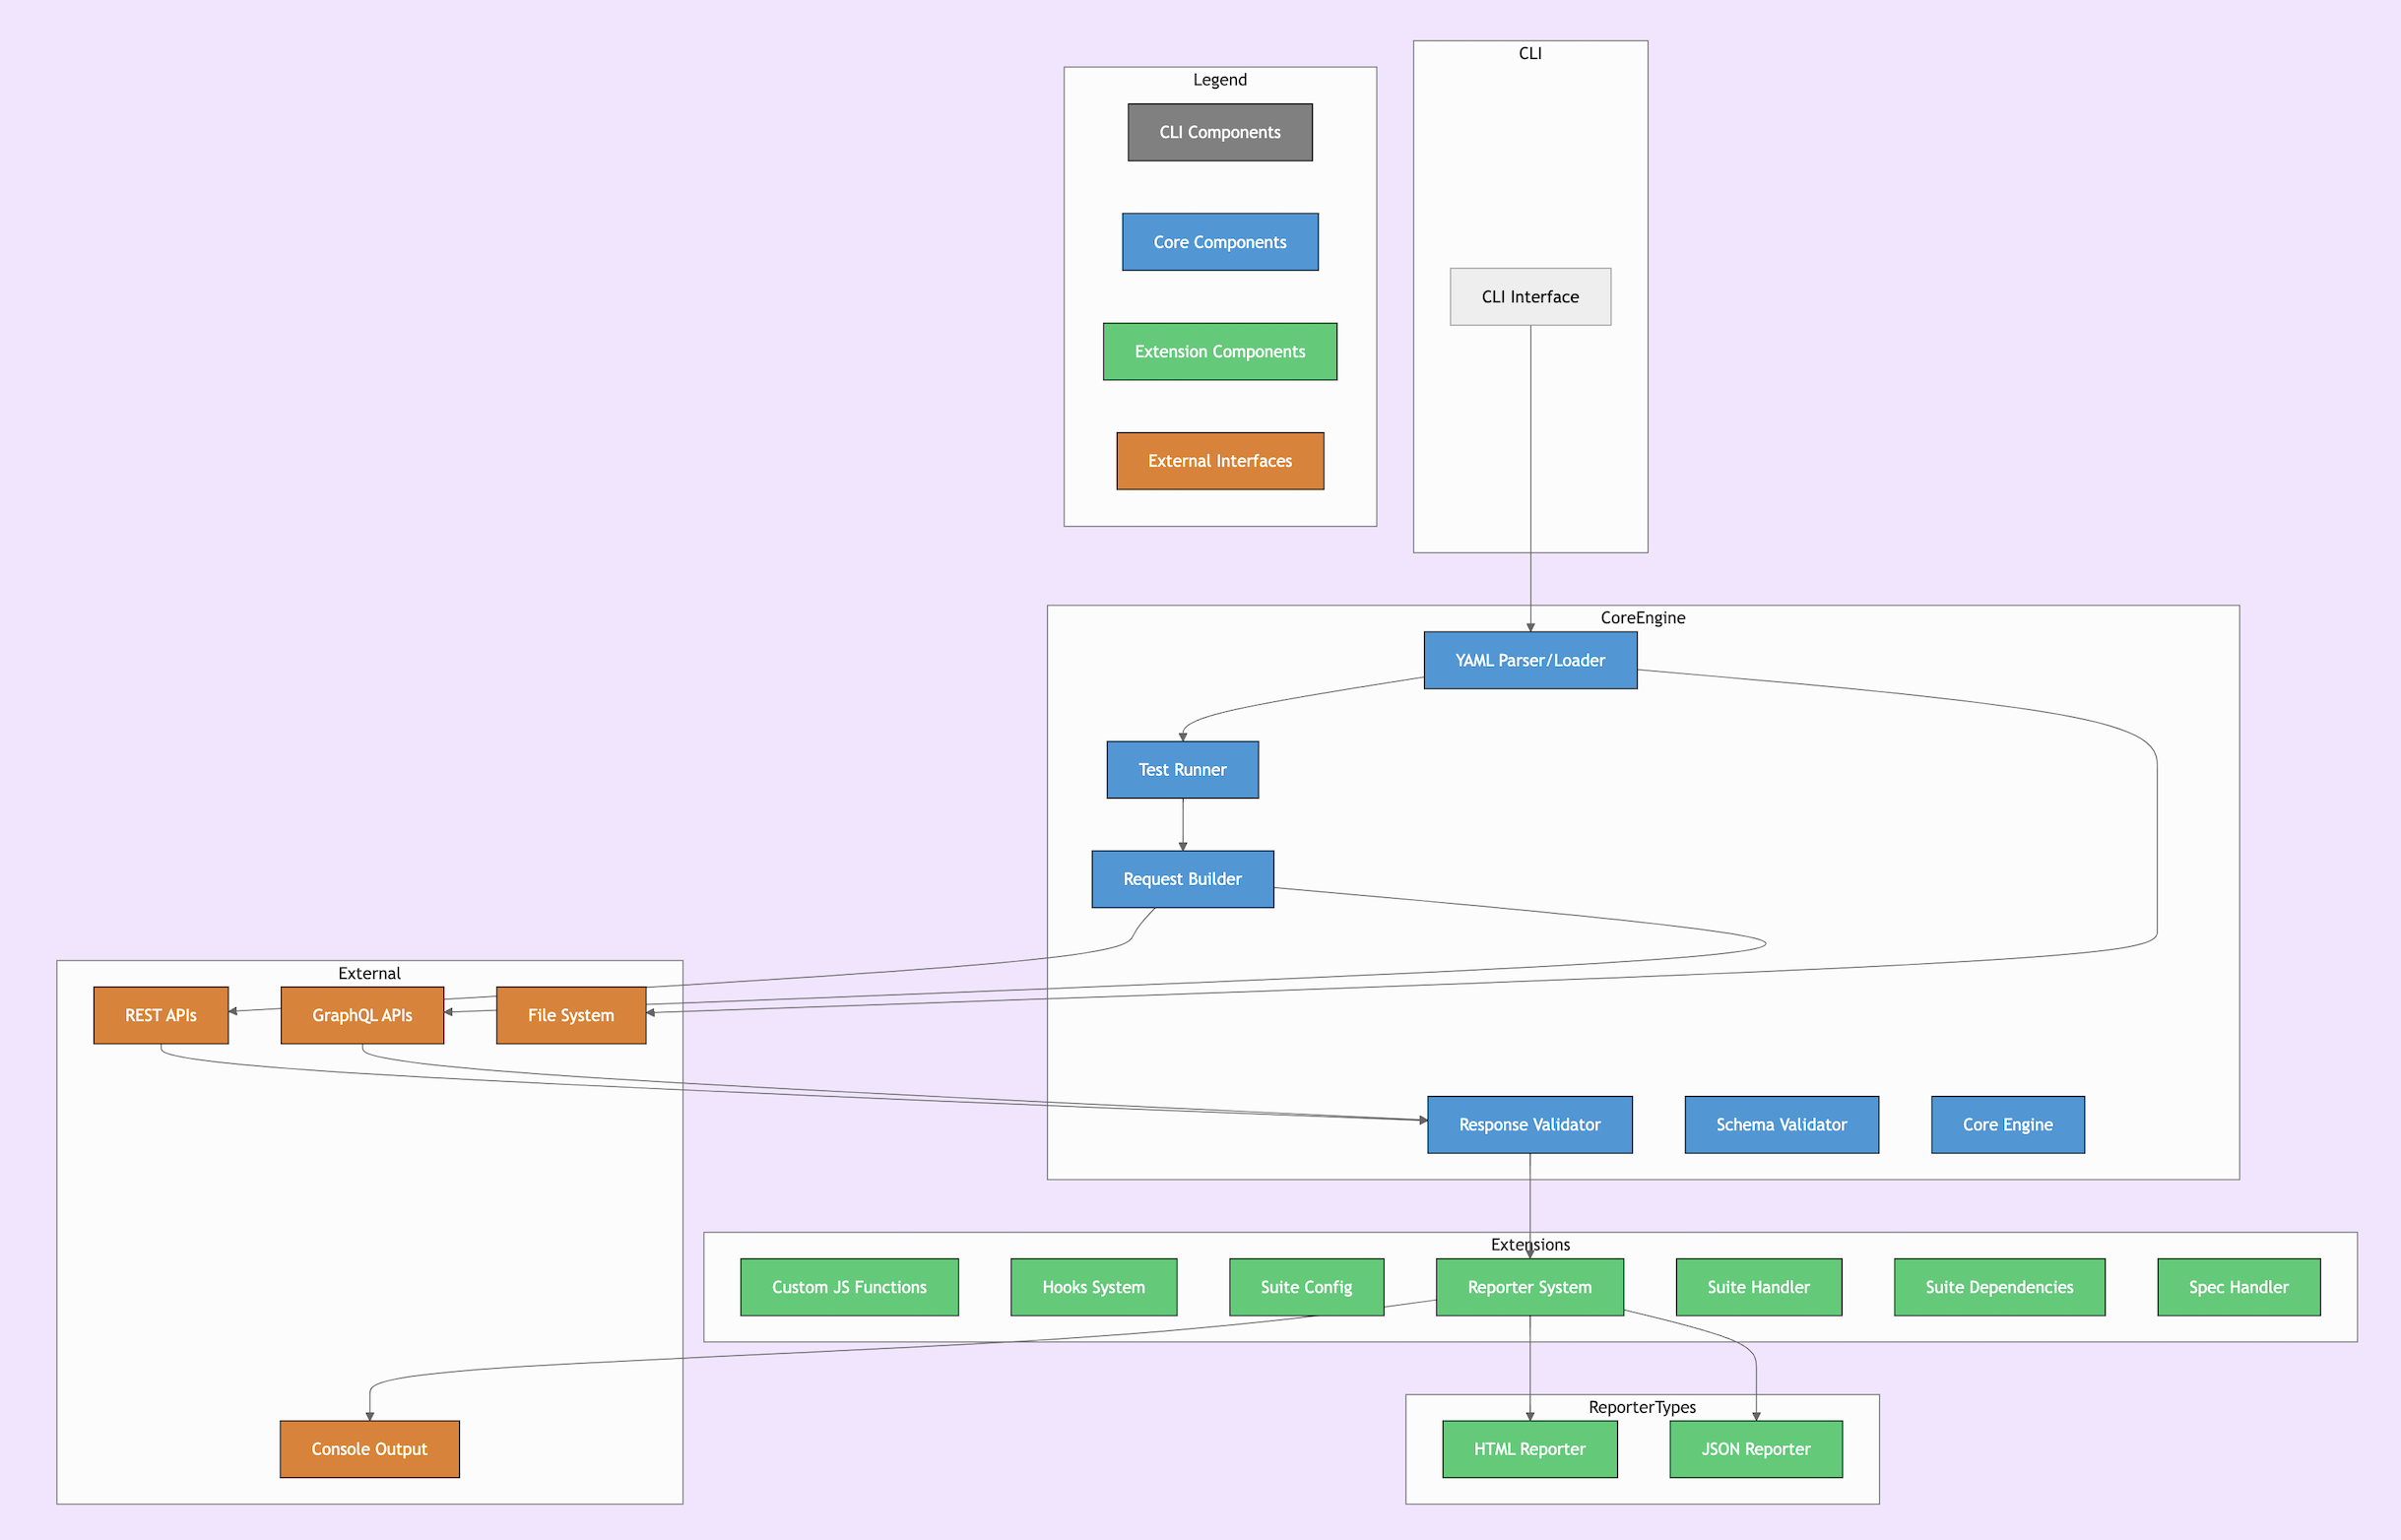 CLI
Legend
CLI Components
Core Components
CLI Interface
Extension Components
External Interfaces
CoreEngine
YAML Parser/Loader
Test Runner
Request Builder
External
REST APIs
GraphQL APIs
File System
Response Validator
Schema Validator
Core Engine
Extensions
Custom JS Functions
Hooks System
Suite Config
Reporter System
Suite Handler
Suite Dependencies
Spec Handler
ReporterTypes
Console Output
HTML Reporter
JSON Reporter